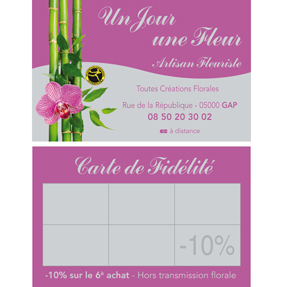 Un Jour
une Fleur
Artisan Fleuriste
Toutes Créations Florales
Rue de la République - 05000 GAP
08 50 20 30 02
à distance
Carte de Fidélité
-10%
-10% sur le 6e achat - Hors transmission florale